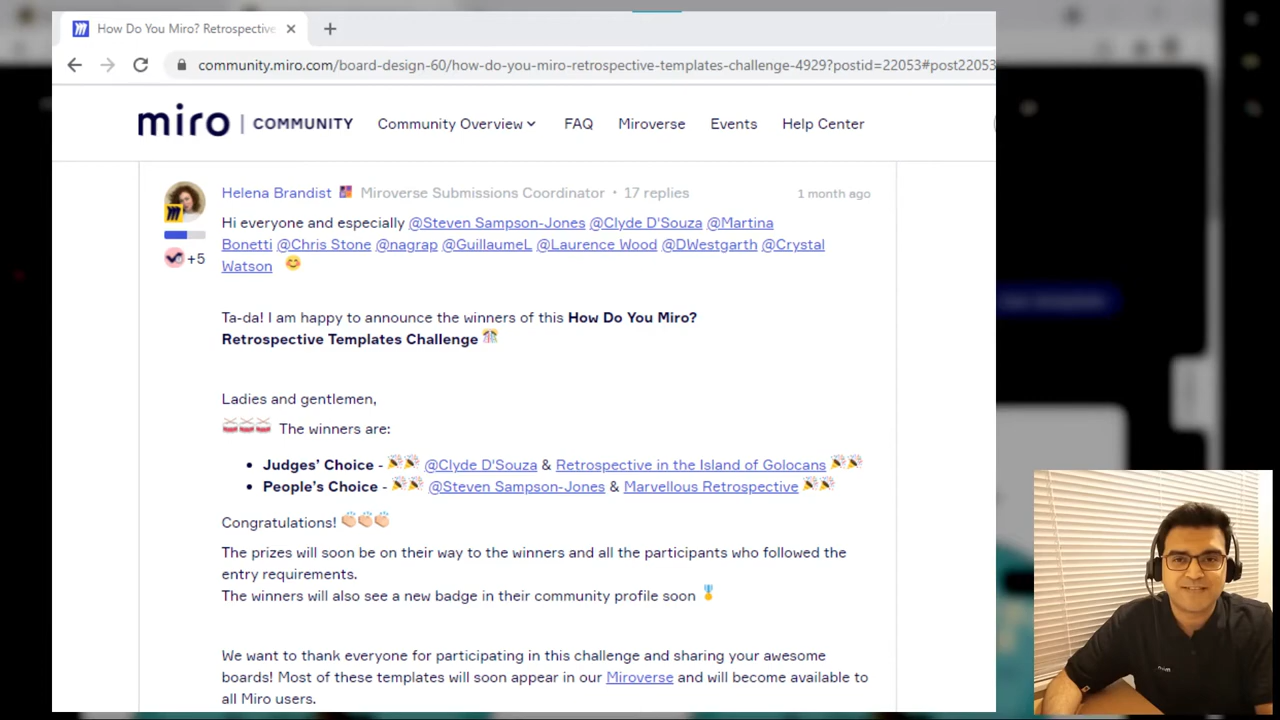 How Do You Miro? Retrospective
community.miro.com/board-design-60/how-do-you-miro-retrospective-templates-challenge-4929?postid=22053#post22053
miro | COMMUNITY Community Overview FAQ Miroverse Events Help Center
Helena Brandist Miroverse Submissions Coordinator • 17 replies 1 month ago
Hi everyone and especially @Steven Sampson-Jones @Clyde D'Souza @Martina
Bonetti @Chris Stone @nagrap @GuillaumeL @Laurence Wood @DWestgarth @Crystal
+5
Watson 😊
Ta-da! I am happy to announce the winners of this How Do You Miro?
Retrospective Templates Challenge 🎊
Ladies and gentlemen,
🥁🥁🥁 The winners are:
• Judges’ Choice - 🎉🎉 @Clyde D'Souza & Retrospective in the Island of Golocans 🎉🎉
• People’s Choice - 🎉🎉 @Steven Sampson-Jones & Marvellous Retrospective 🎉🎉
Congratulations! 👏👏👏
The prizes will soon be on their way to the winners and all the participants who followed the
entry requirements.
The winners will also see a new badge in their community profile soon 🏅
We want to thank everyone for participating in this challenge and sharing your awesome
boards! Most of these templates will soon appear in our Miroverse and will become available to
all Miro users.